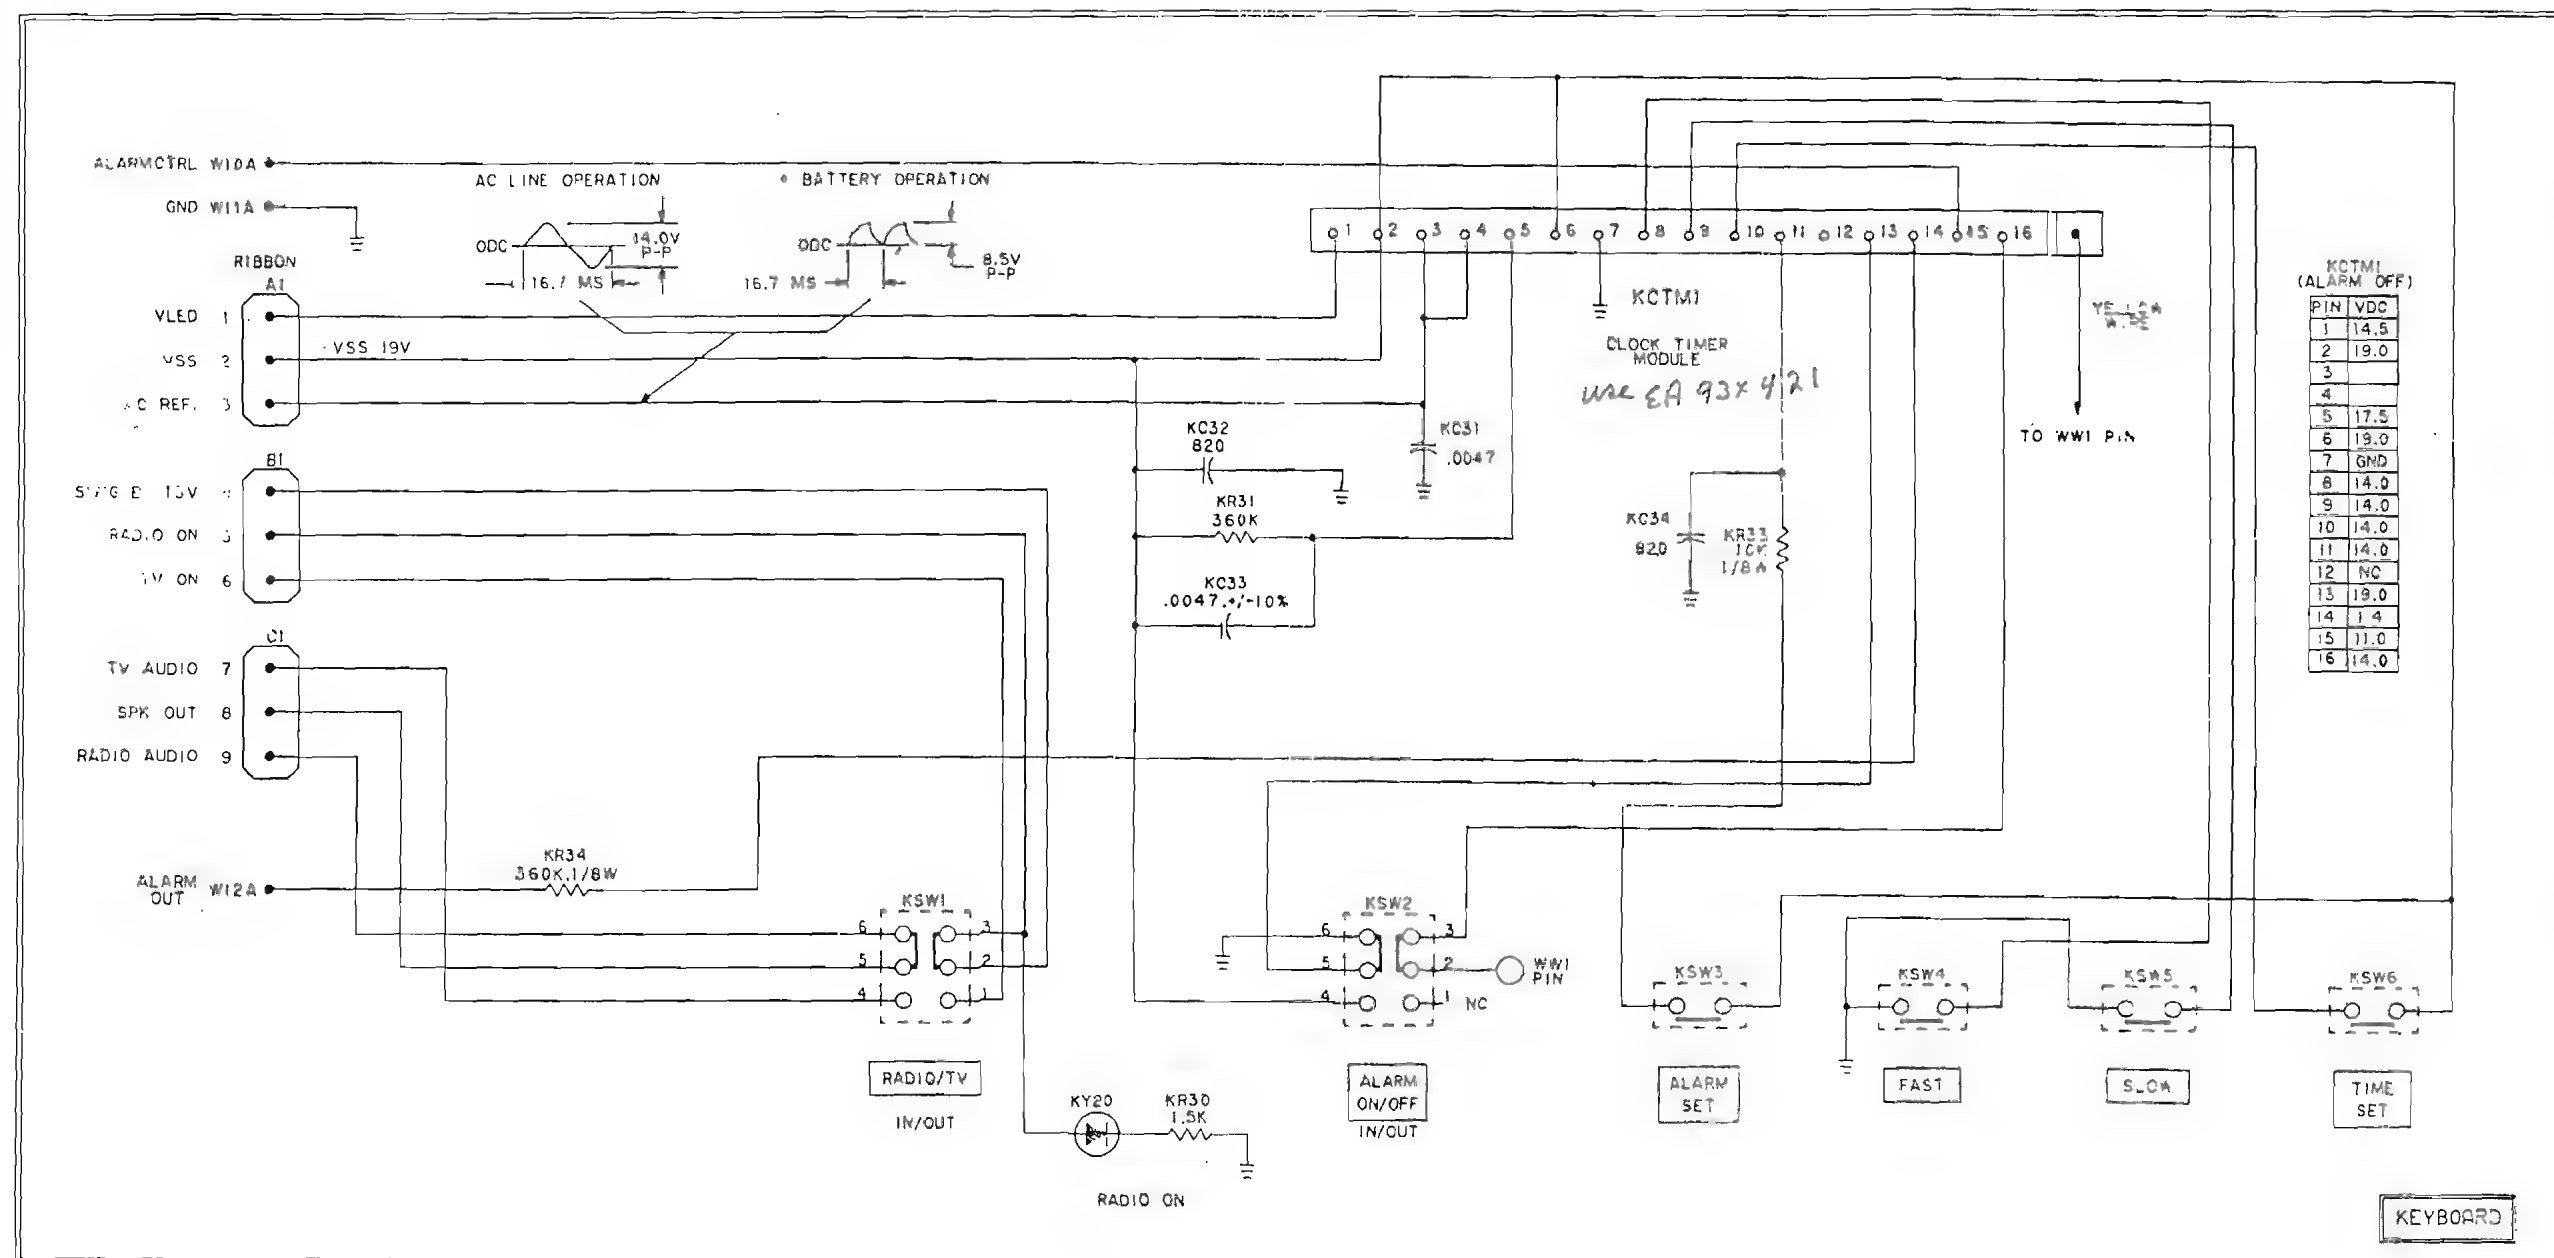 ALARMCTRL W10A
GND W11A
RIBBON
A1
VLED 1
VSS 2
REF. 3
VSS 19V
AC LINE OPERATION
0DC
14.0V
P-P
16.7 MS
* BATTERY OPERATION
0DC
8.5V
P-P
16.7 MS
B1
RADIO ON 5
TV ON 6
C1
TV AUDIO 7
SPK OUT 8
RADIO AUDIO 9
ALARM
OUT W12A
KR34
360K,1/8W
KSW1
6 3
5 2
4 1
RADIO/TV
IN/OUT
KY20
KR30
1.5K
RADIO ON
KC32
820
KR31
360K
KC33
.0047,+/-10%
KC31
.0047
1 2 3 4 5 6 7 8 9 10 11 12 13 14 15 16
KCTM1
CLOCK TIMER
MODULE
use EA 93X421
TO WW1 PIN
KC34
820
KR33
10K
1/8W
KSW2
6 3
5 2
4 1
NC
WW1
PIN
ALARM
ON/OFF
IN/OUT
KSW3
ALARM
SET
KSW4
FAST
KSW5
SLOW
KSW6
TIME
SET
KCTM1
(ALARM OFF)
PIN VDC
1 14.5
2 19.0
3
4
5 17.5
6 19.0
7 GND
8 14.0
9 14.0
10 14.0
11 14.0
12 NC
13 19.0
14 1.4
15 11.0
16 14.0
KEYBOARD